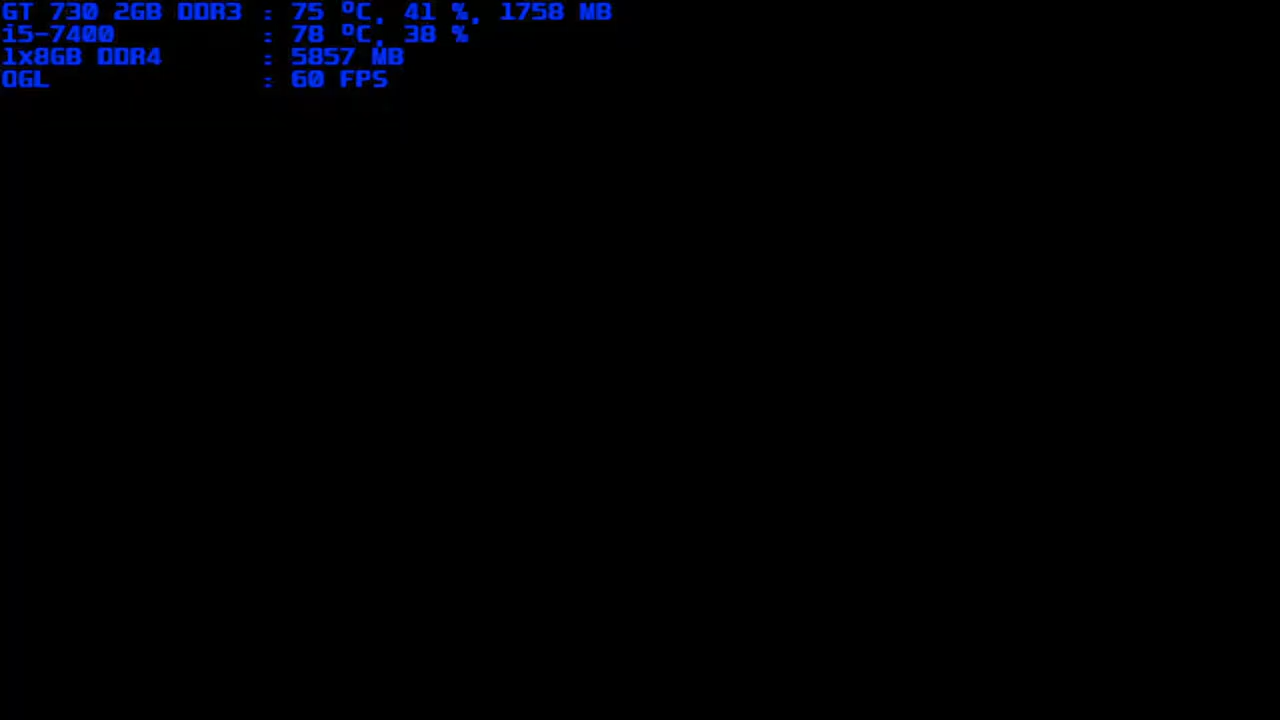 GT 730 2GB DDR3 : 75 ºC, 41 %, 1758 MB
i5-7400 : 78 ºC, 38 %
1x8GB DDR4 : 5857 MB
OGL : 60 FPS